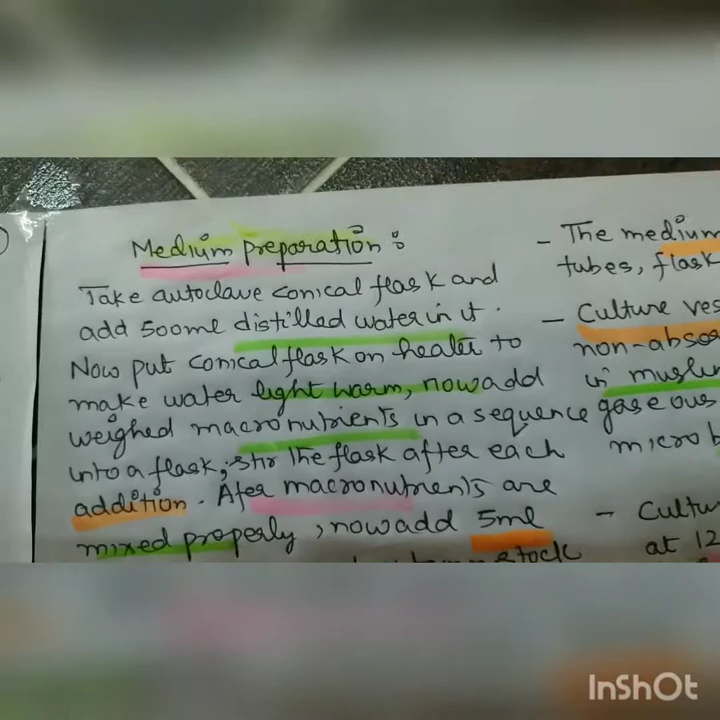 Medium preparation :
Take autoclave conical flask and
add 500ml distilled water in it.
Now put conical flask on heater to
make water light warm, now add
weighed macronutrients in a sequence
into a flask, stir the flask after each
addition. After macronutrients are
mixed properly, now add 5ml
stock
- The medium
tubes, flask
- Culture ves
non-absor
in muslin
gaseous
microb
- Cultu
at 12
InShOt